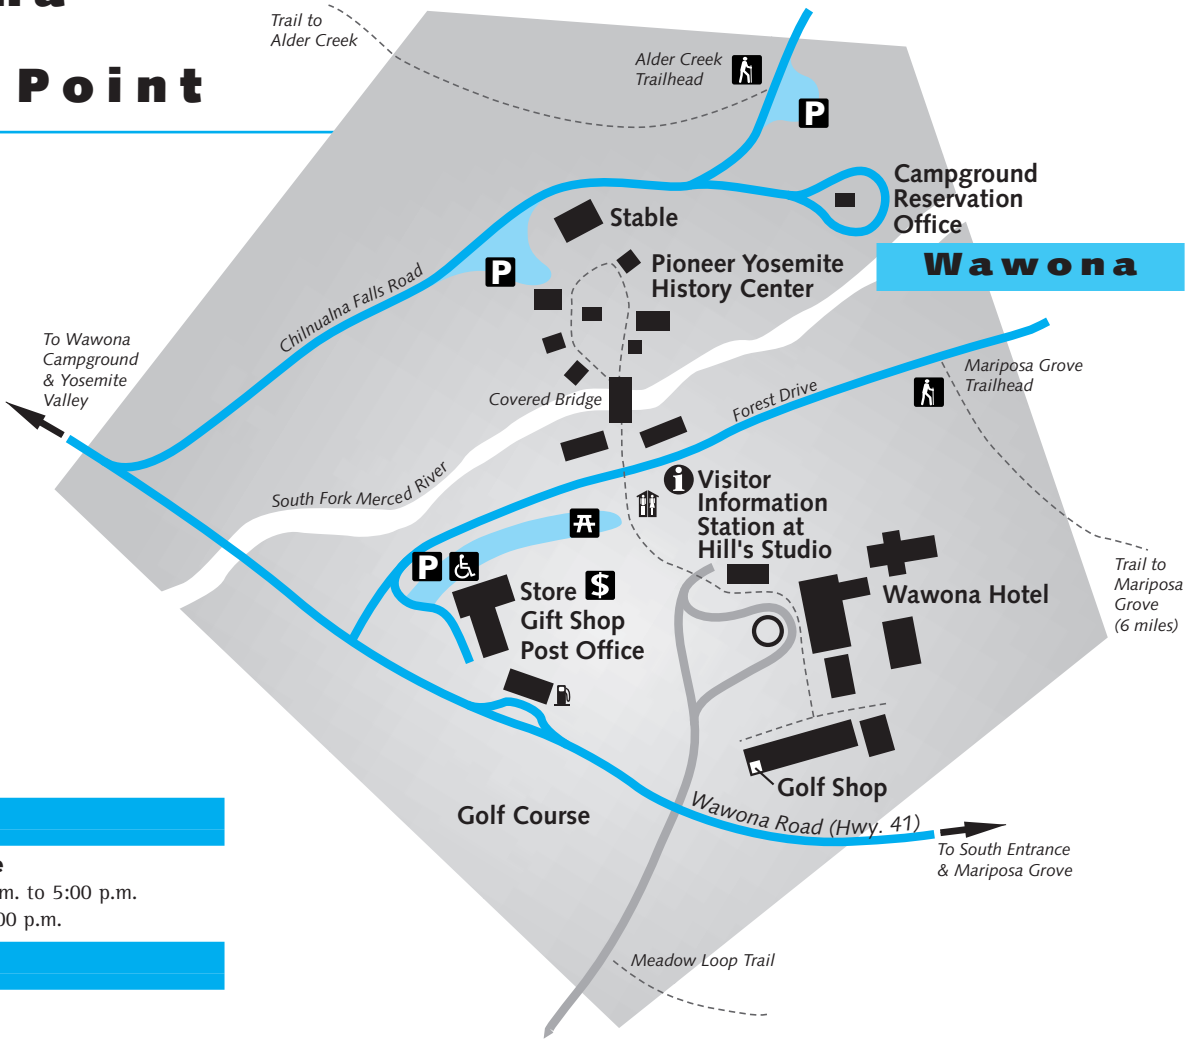 Point
Trail to
Alder Creek
Alder Creek
Trailhead
P
Campground
Reservation
Office
Wawona
Stable
P
Pioneer Yosemite
History Center
Chilnualna Falls Road
To Wawona
Campground
& Yosemite
Valley
Mariposa Grove
Trailhead
Covered Bridge
Forest Drive
South Fork Merced River
i Visitor
Information
Station at
Hill's Studio
P
Store $
Gift Shop
Post Office
Wawona Hotel
Trail to
Mariposa
Grove
(6 miles)
Golf Shop
Golf Course
Wawona Road (Hwy. 41)
To South Entrance
& Mariposa Grove
m. to 5:00 p.m.
00 p.m.
Meadow Loop Trail